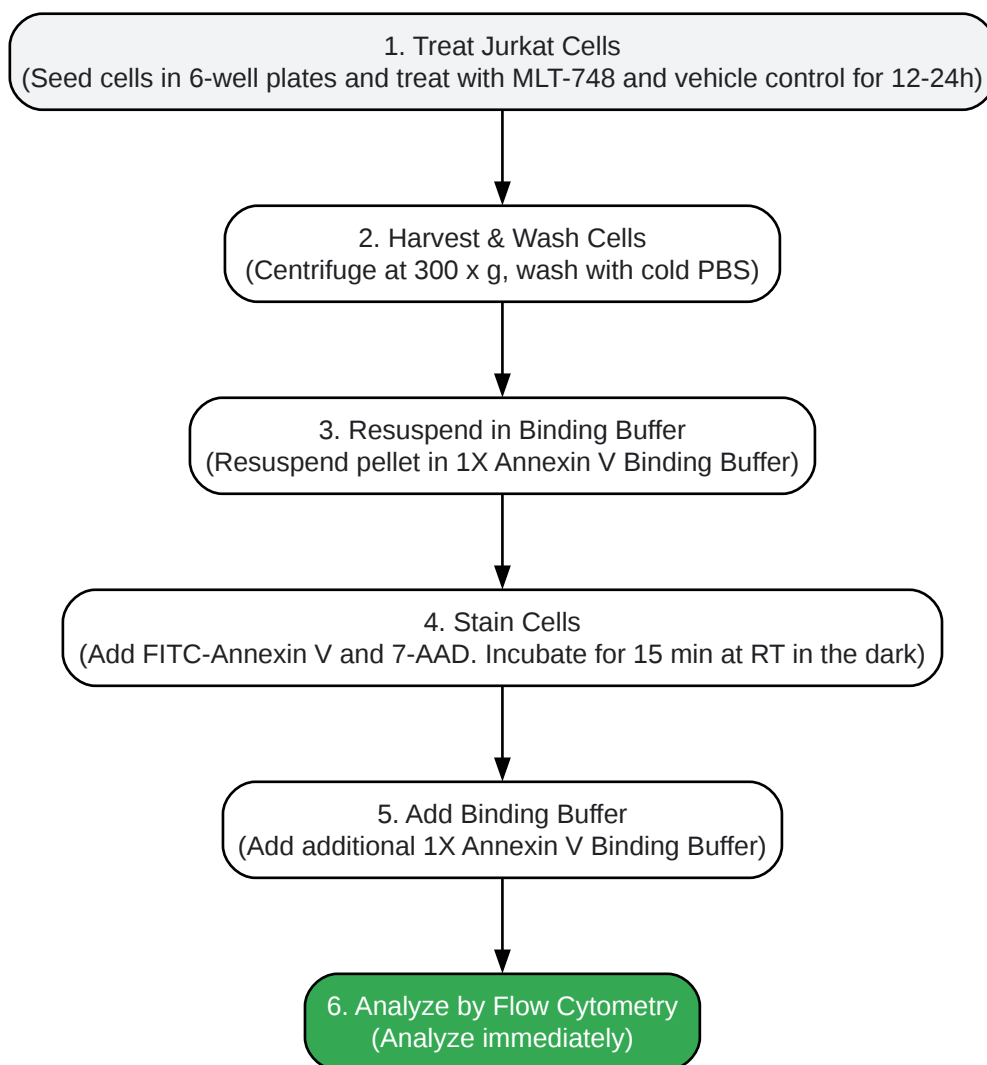 1. Treat Jurkat Cells
(Seed cells in 6-well plates and treat with MLT-748 and vehicle control for 12-24h)
2. Harvest & Wash Cells
(Centrifuge at 300 x g, wash with cold PBS)
3. Resuspend in Binding Buffer
(Resuspend pellet in 1X Annexin V Binding Buffer)
4. Stain Cells
(Add FITC-Annexin V and 7-AAD. Incubate for 15 min at RT in the dark)
5. Add Binding Buffer
(Add additional 1X Annexin V Binding Buffer)
6. Analyze by Flow Cytometry
(Analyze immediately)